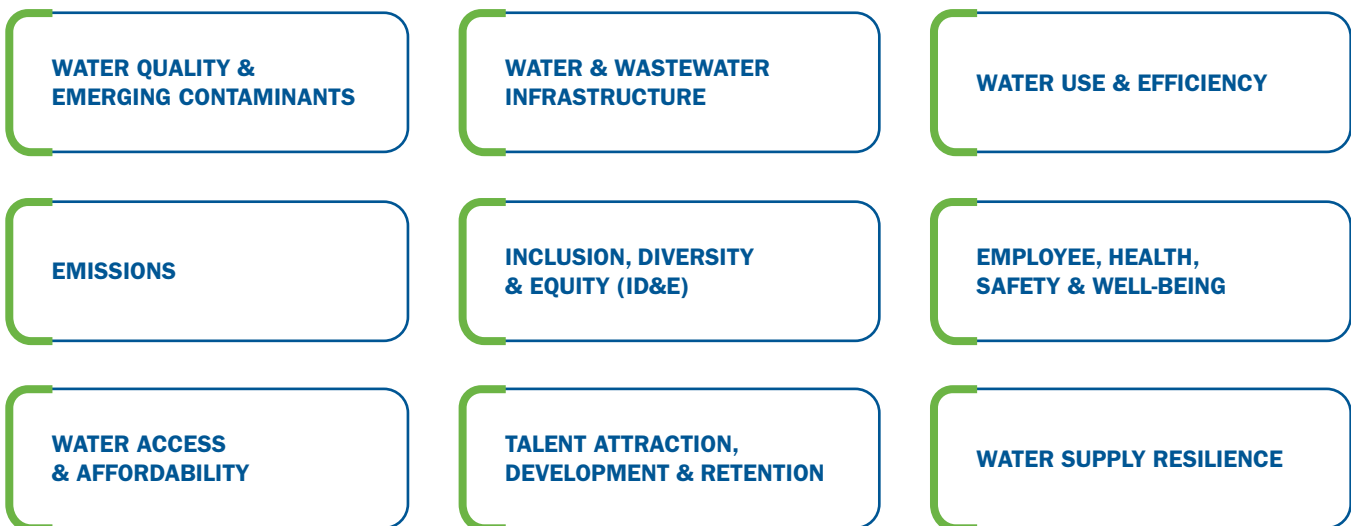 WATER QUALITY &
EMERGING CONTAMINANTS
WATER & WASTEWATER
INFRASTRUCTURE
WATER USE & EFFICIENCY
EMISSIONS
INCLUSION, DIVERSITY
& EQUITY (ID&E)
EMPLOYEE, HEALTH,
SAFETY & WELL-BEING
WATER ACCESS
& AFFORDABILITY
TALENT ATTRACTION,
DEVELOPMENT & RETENTION
WATER SUPPLY RESILIENCE